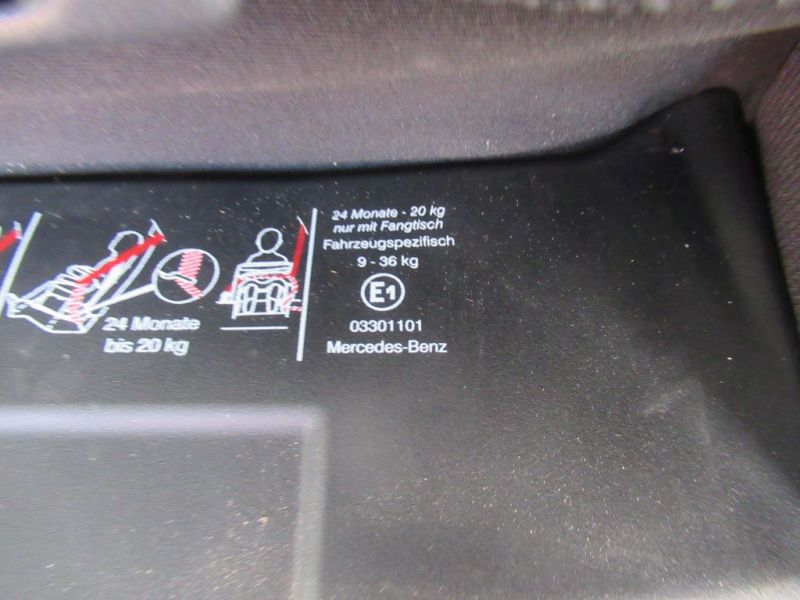 24 Monate
bis 20 kg
24 Monate - 20 kg
nur mit Fangtisch
Fahrzeugspezifisch
9 - 36 kg
E1
03301101
Mercedes-Benz